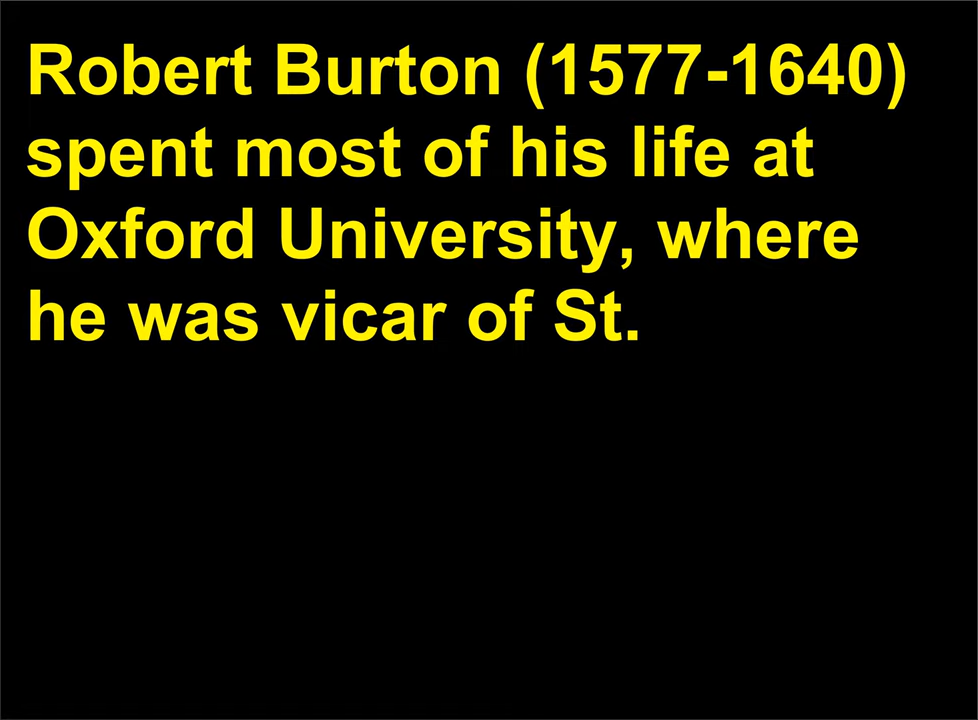 Robert Burton (1577-1640)
spent most of his life at
Oxford University, where
he was vicar of St.